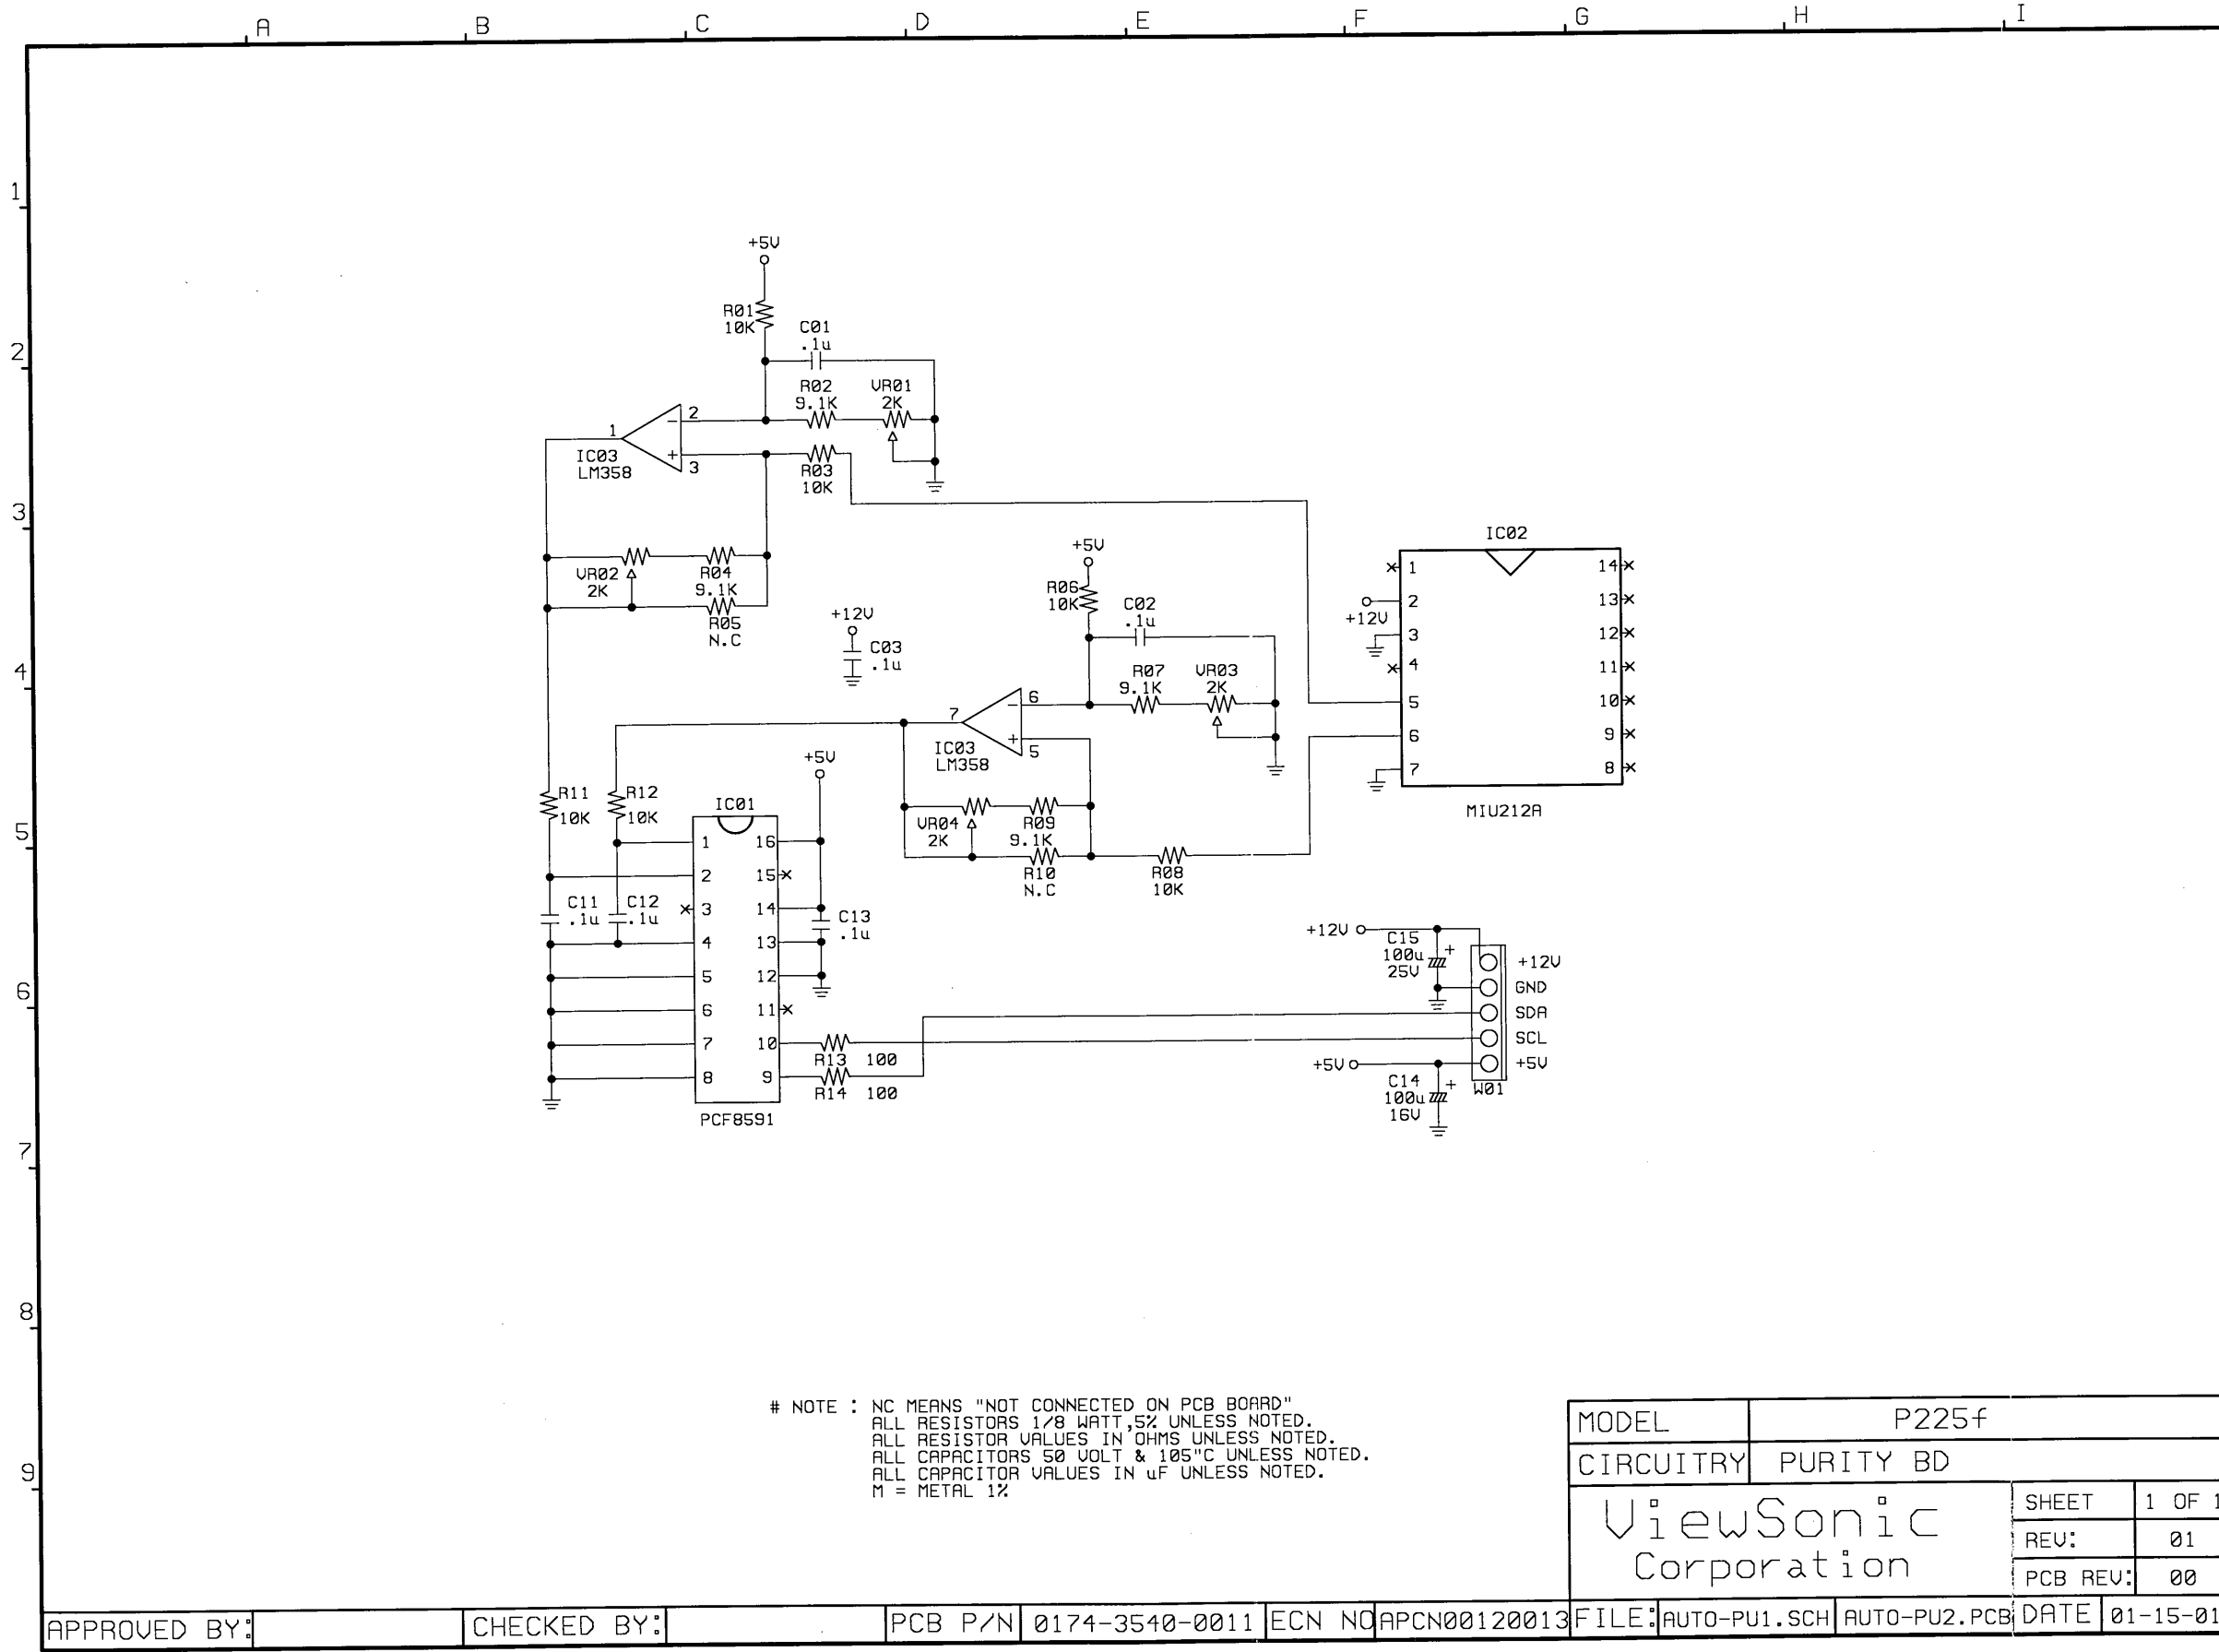 A B C D E F G H I
1
2
3
4
5
6
7
8
9
+5V
R01
10K
C01
.1u
R02
9.1K
VR01
2K
2
1
IC03
LM358
3
R03
10K
VR02
2K
R04
9.1K
R05
N.C
+12V
C03
.1u
+5V
R06
10K
C02
.1u
R07
9.1K
VR03
2K
6
7
IC03
LM358
5
VR04
2K
R09
9.1K
R10
N.C
R08
10K
IC02
1 14
2 13
+12V
3 12
4 11
5 10
6 9
7 8
MIU212A
R11
10K
R12
10K
+5V
IC01
1 16
2 15
3 14
4 13
5 12
6 11
7 10
8 9
PCF8591
C11
.1u
C12
.1u
C13
.1u
R13 100
R14 100
+12V
C15
100u
25V
+
+12V
GND
SDA
SCL
+5V
+5V
W01
C14
100u
16V
+
# NOTE : NC MEANS "NOT CONNECTED ON PCB BOARD"
ALL RESISTORS 1/8 WATT,5% UNLESS NOTED.
ALL RESISTOR VALUES IN OHMS UNLESS NOTED.
ALL CAPACITORS 50 VOLT & 105"C UNLESS NOTED.
ALL CAPACITOR VALUES IN uF UNLESS NOTED.
M = METAL 1%
MODEL P225f
CIRCUITRY PURITY BD
ViewSonic
Corporation
SHEET 1 OF 1
REV: 01
PCB REV: 00
APPROVED BY: CHECKED BY: PCB P/N 0174-3540-0011 ECN NO APCN00120013 FILE: AUTO-PU1.SCH AUTO-PU2.PCB DATE 01-15-01